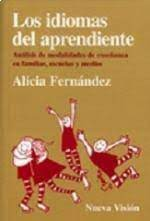 Los idiomas
del aprendiente
Análisis de modalidades de enseñanza
en familias, escuelas y medios
Alicia Fernández
Nueva Visión